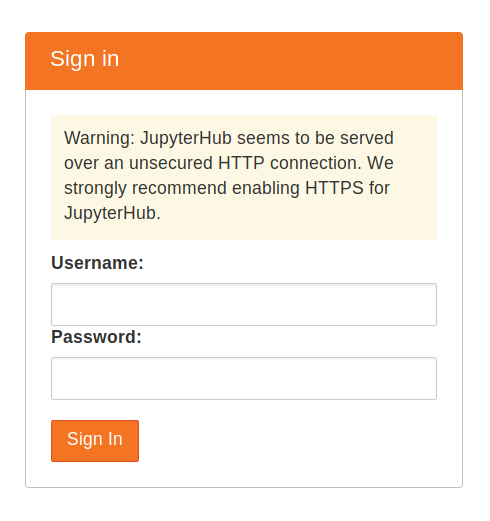 Sign in
Warning: JupyterHub seems to be served
over an unsecured HTTP connection. We
strongly recommend enabling HTTPS for
JupyterHub.
Username:
Password:
Sign In